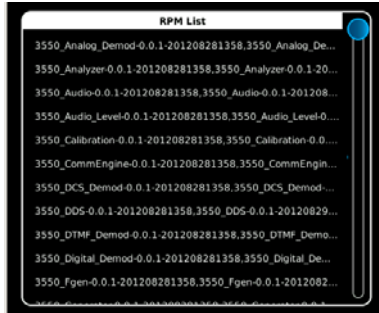 RPM List
3550_Analog_Demod-0.0.1-201208281358,3550_Analog_De...
3550_Analyzer-0.0.1-201208281358,3550_Analyzer-0.0.1-20...
3550_Audio-0.0.1-201208281358,3550_Audio-0.0.1-201208...
3550_Audio_Level-0.0.1-201208281358,3550_Audio_Level-0....
3550_Calibration-0.0.1-201208281358,3550_Calibration-0.0....
3550_CommEngine-0.0.1-201208281358,3550_CommEngin...
3550_DCS_Demod-0.0.1-201208281358,3550_DCS_Demod-...
3550_DDS-0.0.1-201208281358,3550_DDS-0.0.1-20120829...
3550_DTMF_Demod-0.0.1-201208281358,3550_DTMF_Demo...
3550_Digital_Demod-0.0.1-201208281358,3550_Digital_De...
3550_Fgen-0.0.1-201208281358,3550_Fgen-0.0.1-2012082...